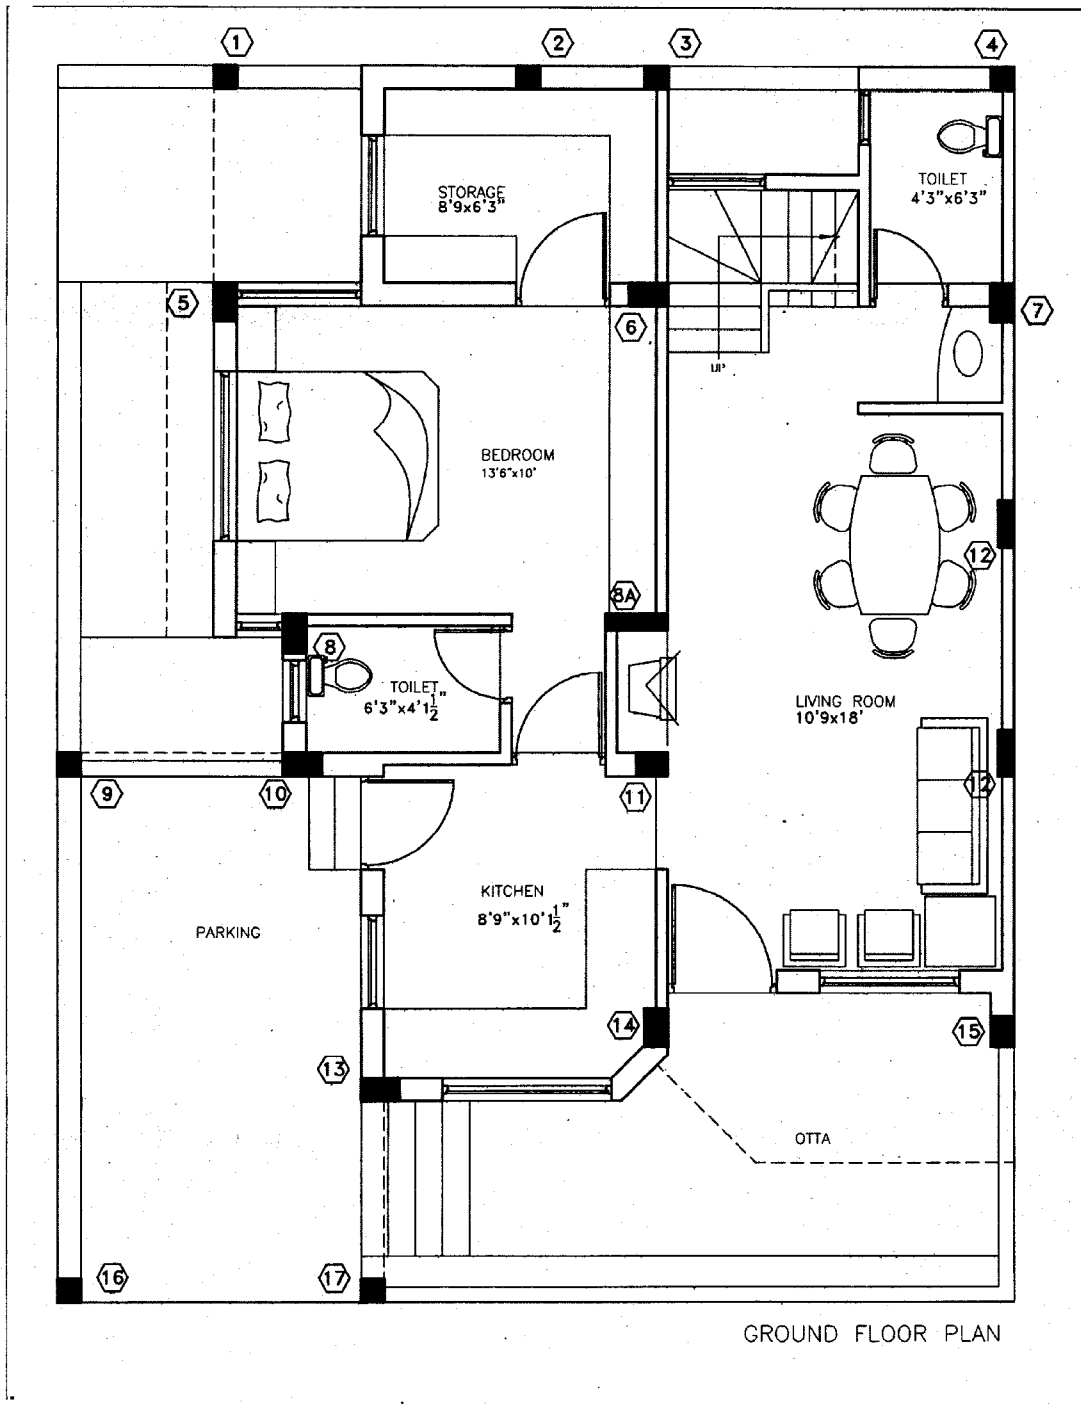 1
2
3
4
STORAGE
8'9x6'3"
TOILET
4'3"x6'3"
5
6
7
UP
BEDROOM
13'6"x10'
12
8A
8
TOILET
6'3"x4'1½"
LIVING ROOM
10'9x18'
9
10
11
12
KITCHEN
8'9"x10'1½"
PARKING
14
15
13
OTTA
16
17
GROUND FLOOR PLAN